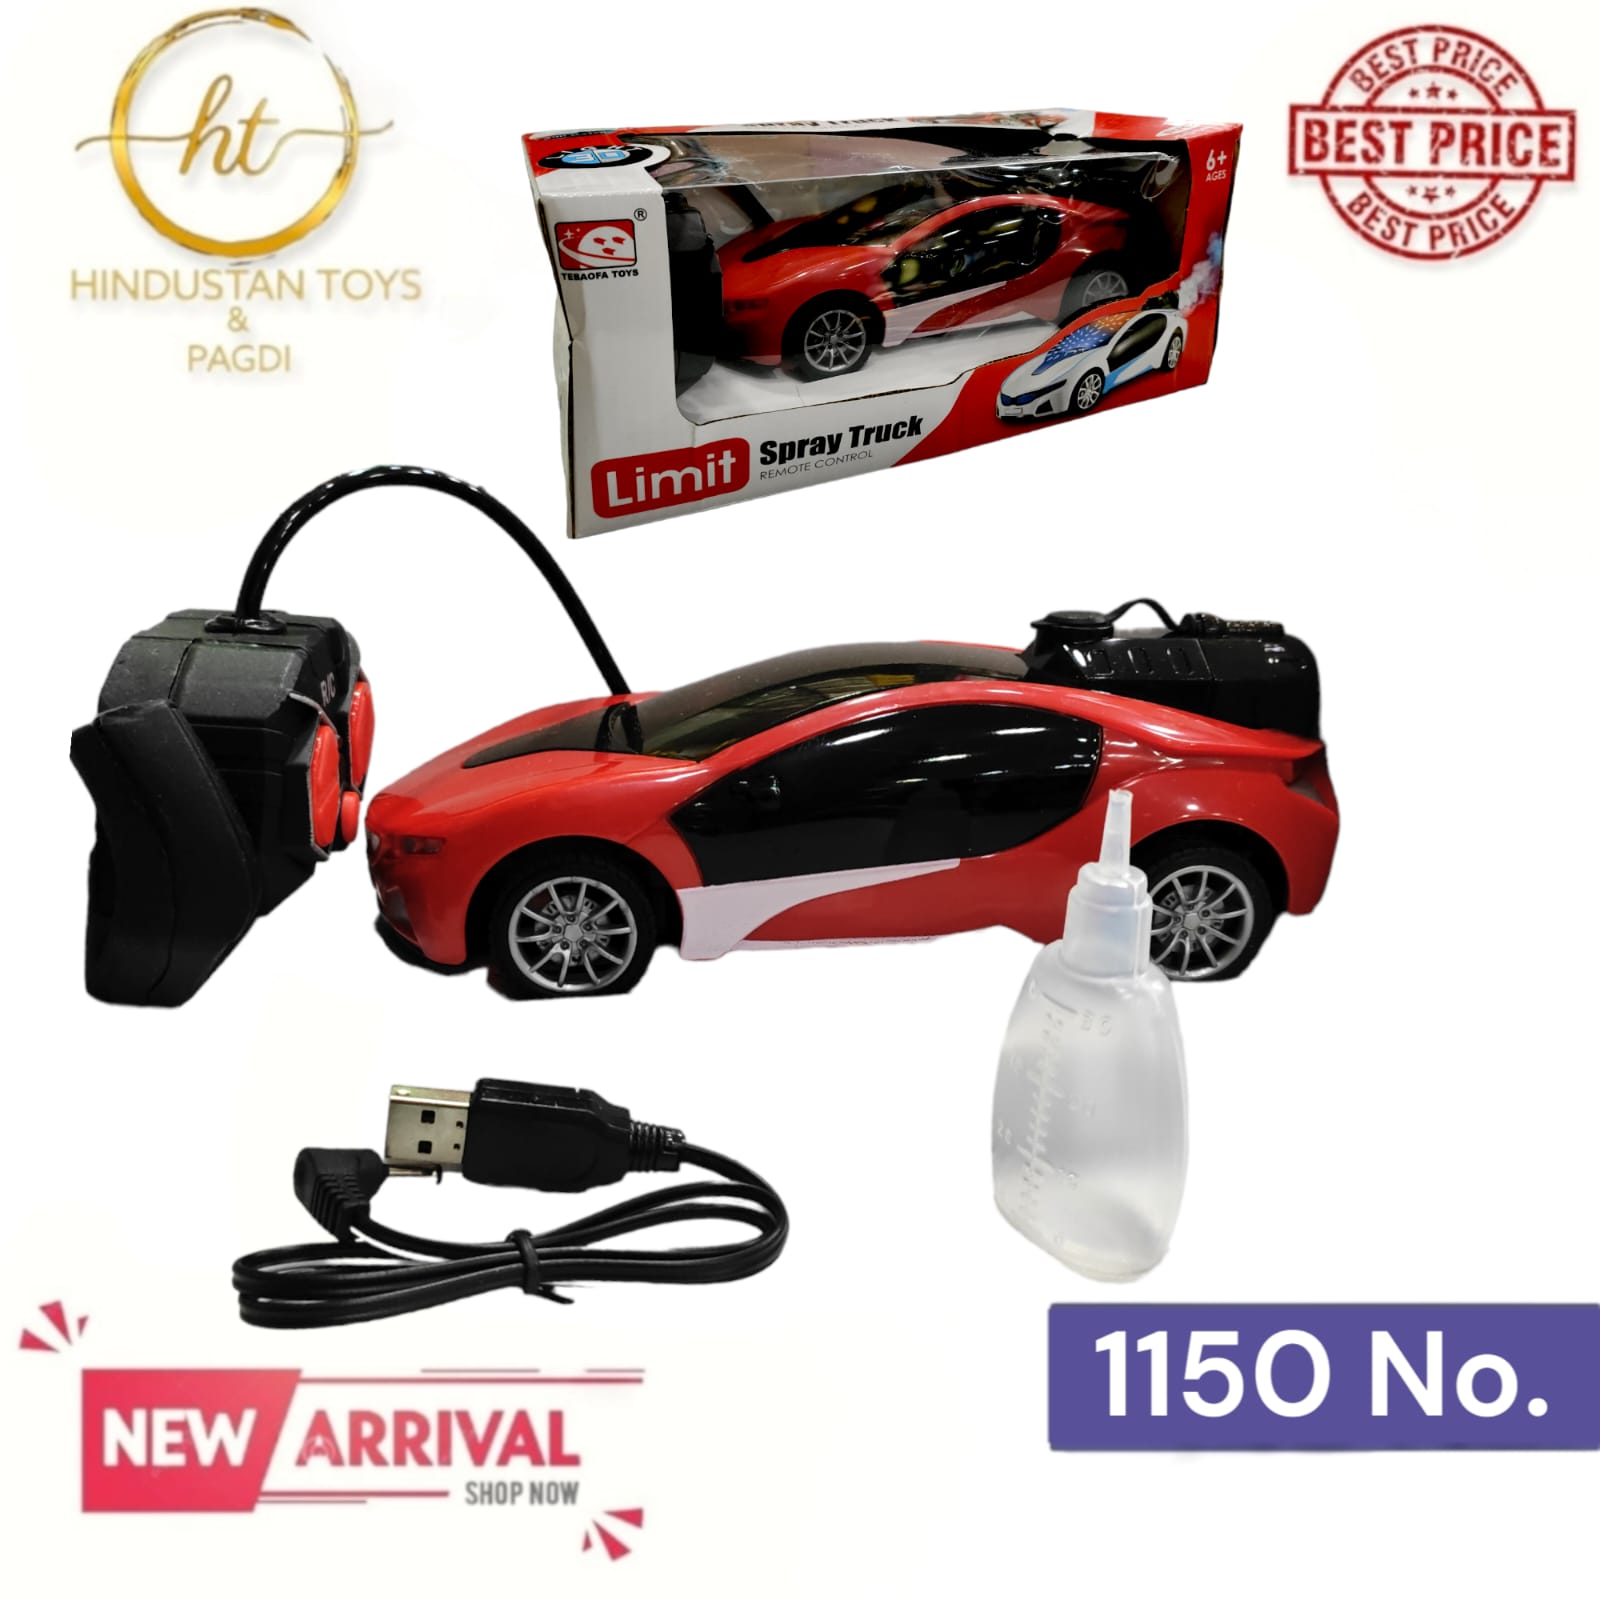 ht
HINDUSTAN TOYS
&
PAGDI
BEST PRICE
BEST PRICE
BEST PRICE
3D
6+
AGES
®
TEBAOFA TOYS
Limit
Spray Truck
REMOTE CONTROL
R/C
NEW ARRIVAL
SHOP NOW
1150 No.